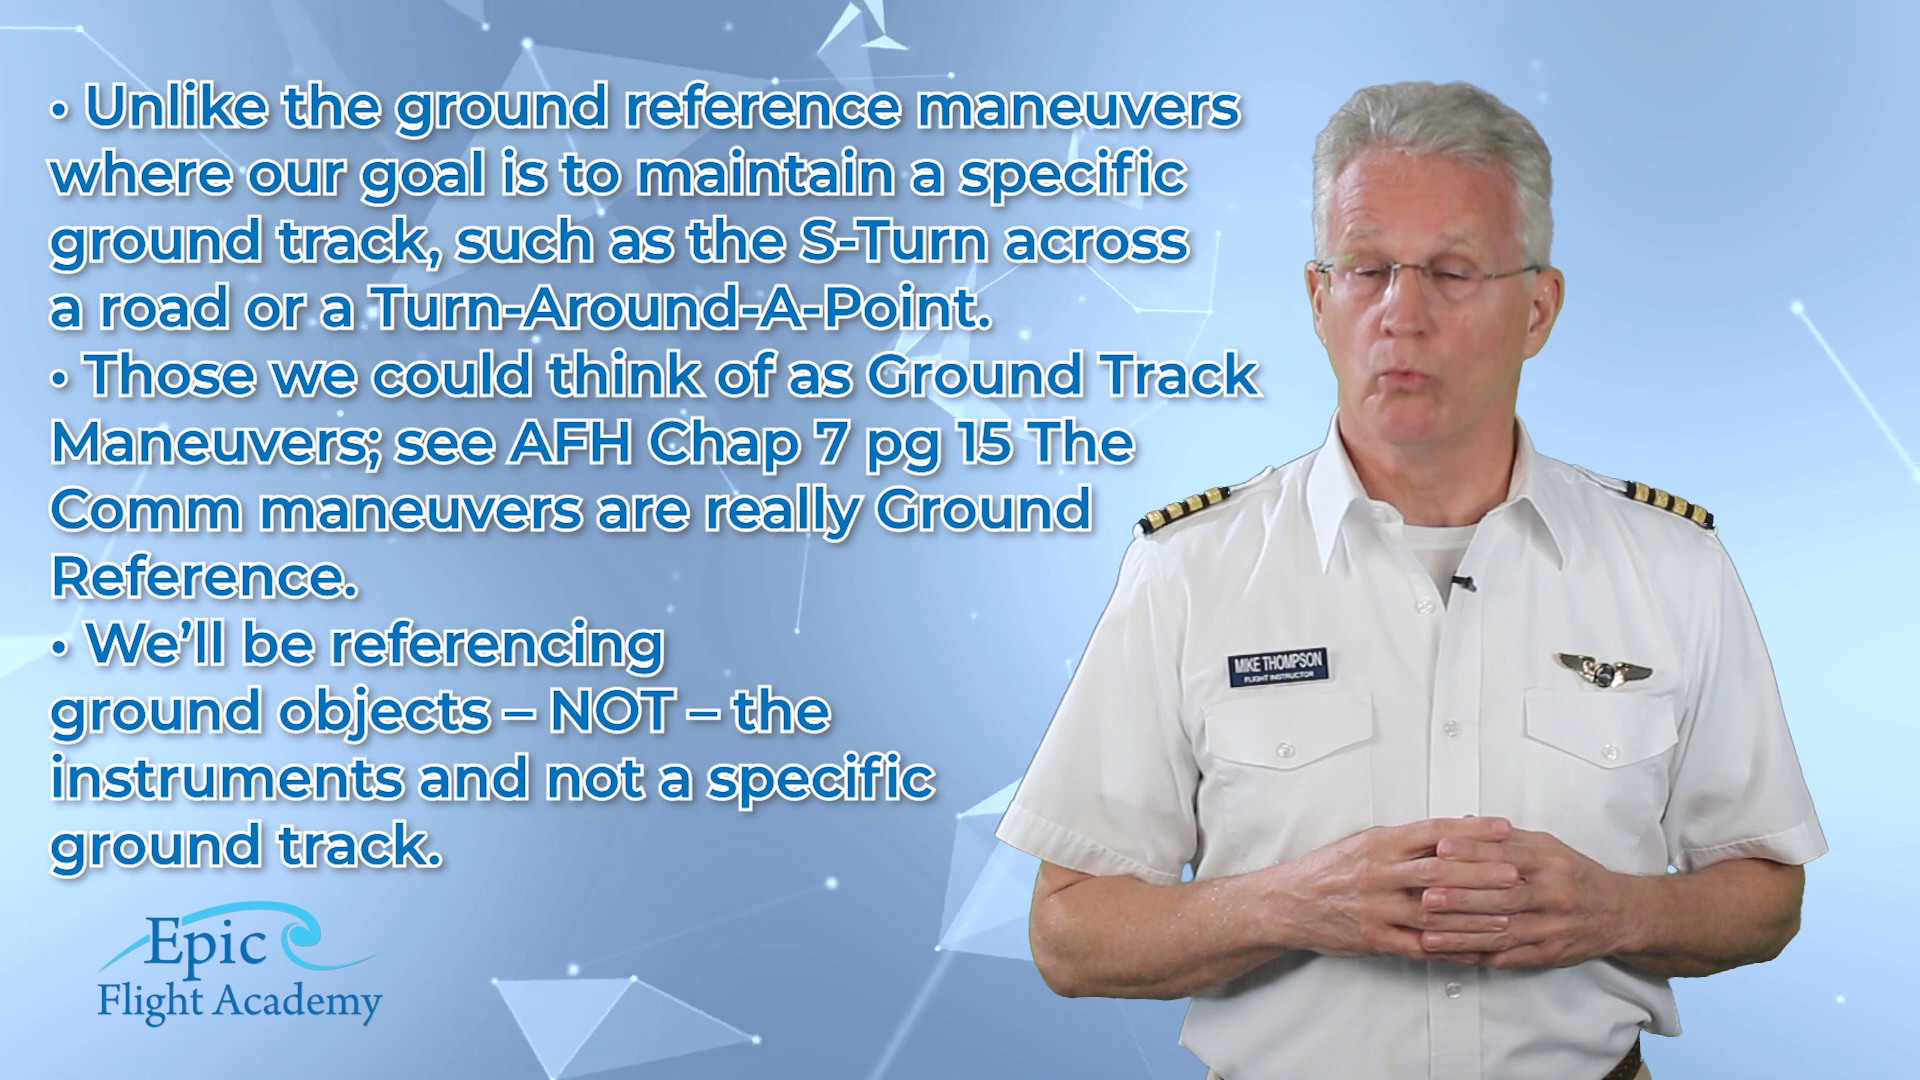 • Unlike the ground reference maneuvers
where our goal is to maintain a specific
ground track, such as the S-Turn across
a road or a Turn-Around-A-Point.
• Those we could think of as Ground Track
Maneuvers; see AFH Chap 7 pg 15 The
Comm maneuvers are really Ground
Reference.
• We'll be referencing
ground objects – NOT – the
instruments and not a specific
ground track.
Epic
Flight Academy
MIKE THOMPSON
FLIGHT INSTRUCTOR